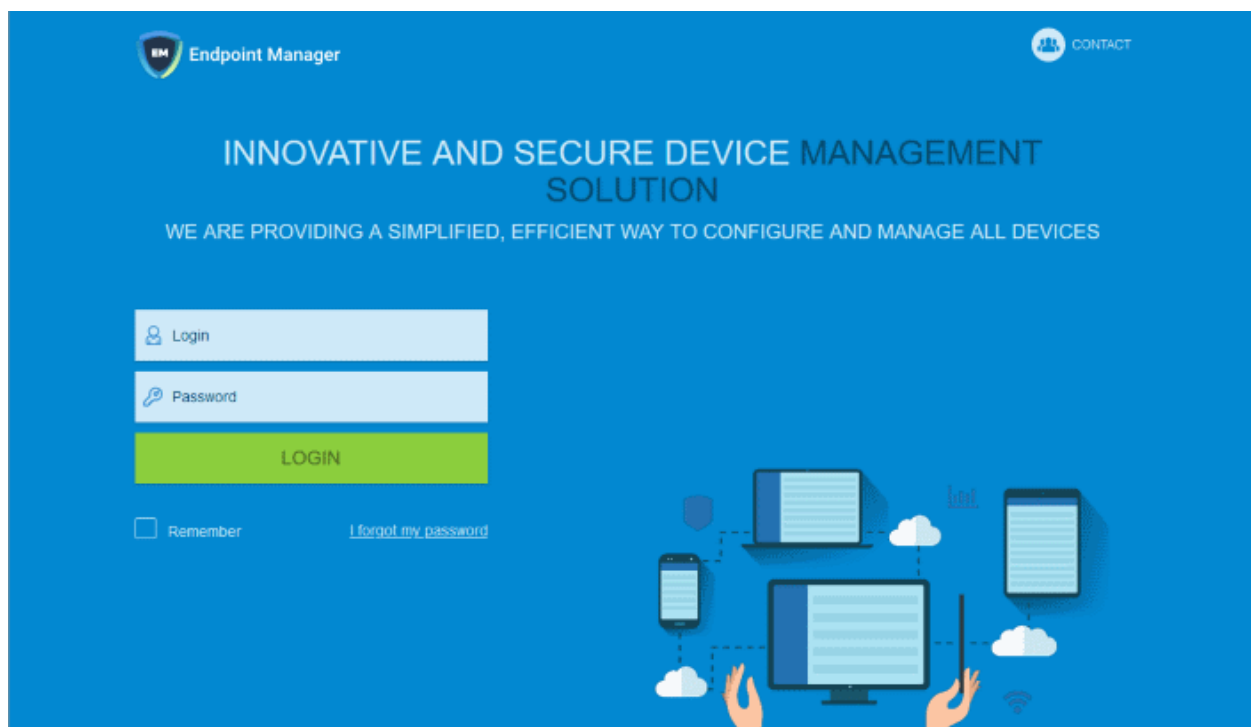 EM
Endpoint Manager
CONTACT
INNOVATIVE AND SECURE DEVICE MANAGEMENT
SOLUTION
WE ARE PROVIDING A SIMPLIFIED, EFFICIENT WAY TO CONFIGURE AND MANAGE ALL DEVICES
Login
Password
LOGIN
Remember
I forgot my password